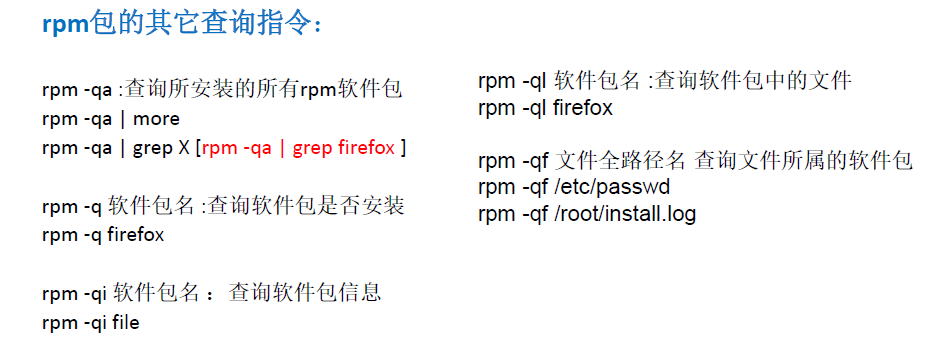 rpm包的其它查询指令：
rpm -qa :查询所安装的所有rpm软件包
rpm -qa | more
rpm -qa | grep X [rpm -qa | grep firefox ]
rpm -q 软件包名 :查询软件包是否安装
rpm -q firefox
rpm -qi 软件包名 ：查询软件包信息
rpm -qi file
rpm -ql 软件包名 :查询软件包中的文件
rpm -ql firefox
rpm -qf 文件全路径名 查询文件所属的软件包
rpm -qf /etc/passwd
rpm -qf /root/install.log